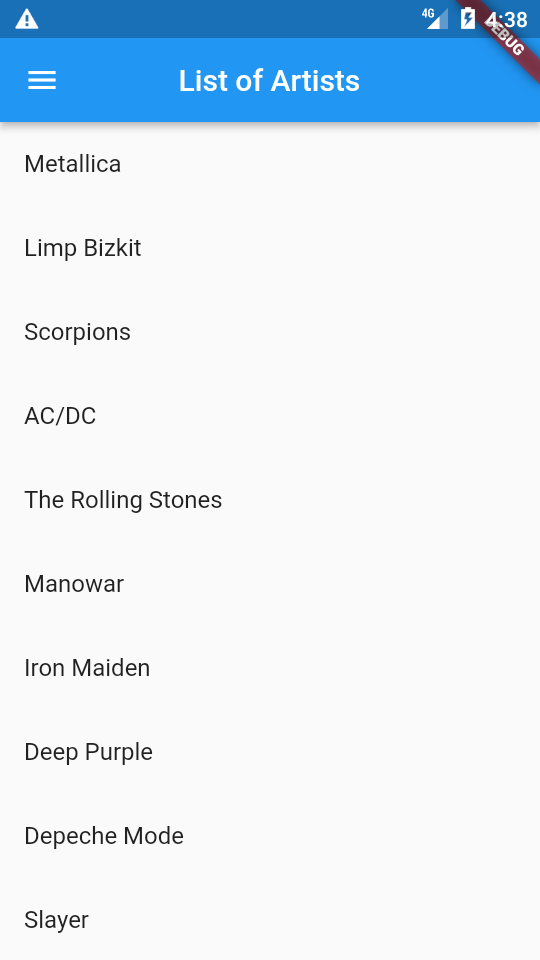 4G
4:38
DEBUG
List of Artists
Metallica
Limp Bizkit
Scorpions
AC/DC
The Rolling Stones
Manowar
Iron Maiden
Deep Purple
Depeche Mode
Slayer